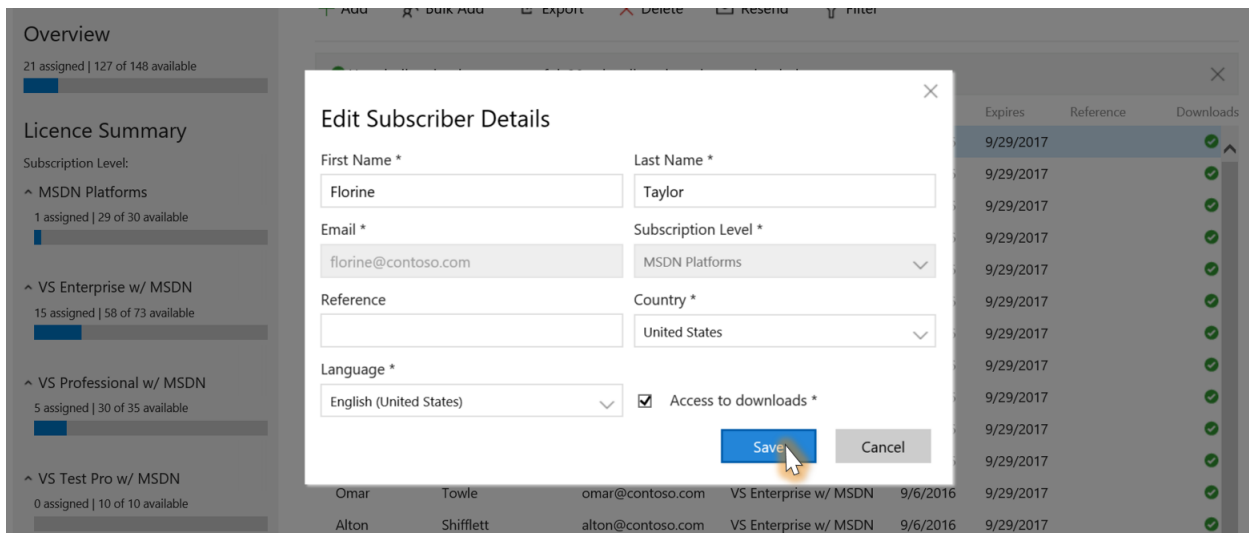 Add Bulk Add Export Delete Resend Filter
Overview
21 assigned | 127 of 148 available
Licence Summary
Subscription Level:
MSDN Platforms
1 assigned | 29 of 30 available
VS Enterprise w/ MSDN
15 assigned | 58 of 73 available
VS Professional w/ MSDN
5 assigned | 30 of 35 available
VS Test Pro w/ MSDN
0 assigned | 10 of 10 available
Edit Subscriber Details
First Name * Last Name *
Florine Taylor
Email * Subscription Level *
florine@contoso.com MSDN Platforms
Reference Country *
United States
Language *
English (United States) Access to downloads *
Save Cancel
Expires Reference Downloads
9/29/2017
9/29/2017
9/29/2017
9/29/2017
9/29/2017
9/29/2017
9/29/2017
9/29/2017
9/29/2017
9/29/2017
9/29/2017
Omar Towle omar@contoso.com VS Enterprise w/ MSDN 9/6/2016 9/29/2017
Alton Shifflett alton@contoso.com VS Enterprise w/ MSDN 9/6/2016 9/29/2017